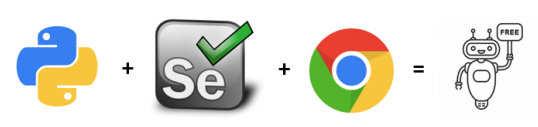 + Se + = FREE